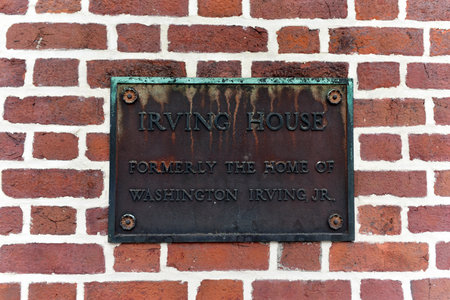 IRVING HOUSE
FORMERLY THE HOME OF
WASHINGTON IRVING, JR.